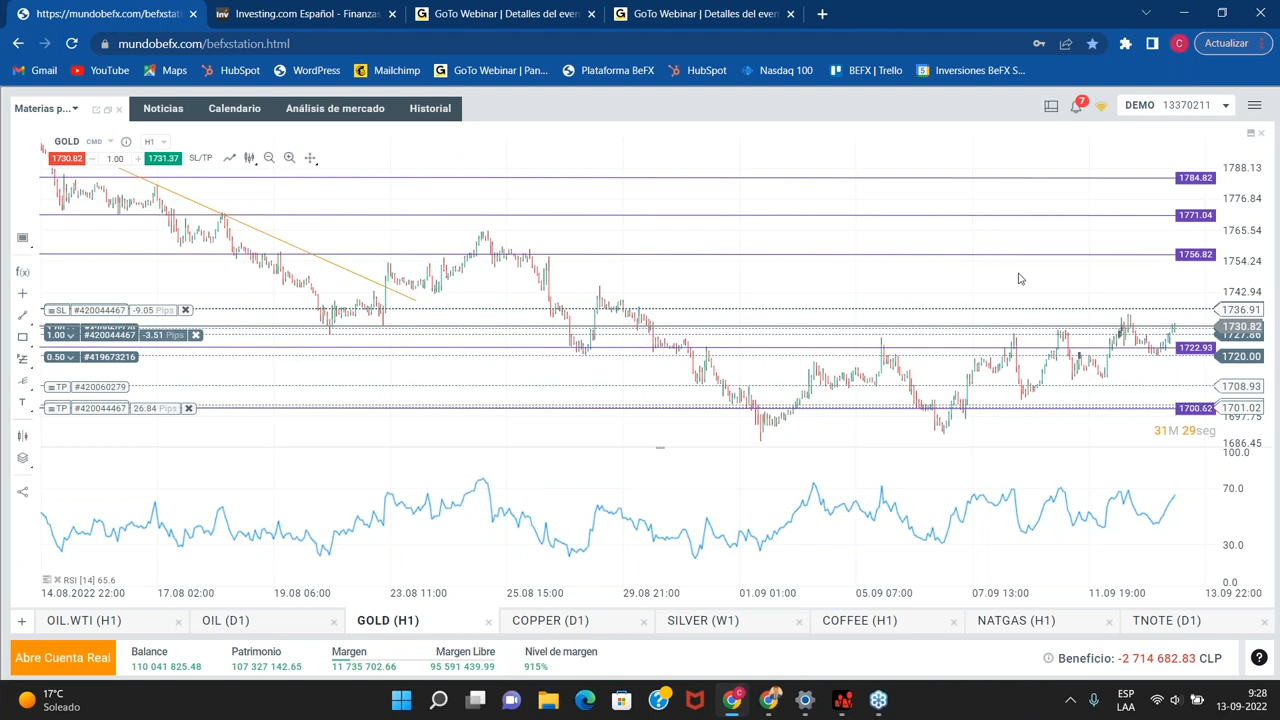 https://mundobefx.com/befxstation
Investing.com Español - Finanzas
GoTo Webinar | Detalles del even
GoTo Webinar | Detalles del even
mundobefx.com/befxstation.html
Actualizar
Gmail YouTube Maps HubSpot WordPress Mailchimp GoTo Webinar | Pan... Plataforma BeFX HubSpot Nasdaq 100 BEFX | Trello Inversiones BeFX S...
Materias p... Noticias Calendario Análisis de mercado Historial
7
DEMO 13370211
GOLD CMD H1
1730.82 1.00 1731.37 SL/TP
1788.13
1784.82
1776.84
1771.04
1765.54
1756.82
1754.24
1742.94
SL #420044467 -9.05 Pips
1736.91
1730.82
1.00 #420044467 -3.51 Pips
1727.86
1722.93
0.50 #419673216
1720.00
TP #420060279
1708.93
TP #420044467 26.84 Pips
1700.62
1701.02
1697.75
31M 29seg
1686.45
100.0
70.0
30.0
0.0
RSI [14] 65.6
14.08.2022 22:00 17.08 02:00 19.08 06:00 23.08 11:00 25.08 15:00 29.08 21:00 01.09 01:00 05.09 07:00 07.09 13:00 11.09 19:00 13.09 22:00
OIL.WTI (H1) OIL (D1) GOLD (H1) COPPER (D1) SILVER (W1) COFFEE (H1) NATGAS (H1) TNOTE (D1)
Abre Cuenta Real
Balance Patrimonio Margen Margen Libre Nivel de margen
110 041 825.48 107 327 142.65 11 735 702.66 95 591 439.99 915%
Beneficio: -2 714 682.83 CLP
17°C
Soleado
ESP
LAA
9:28
13-09-2022